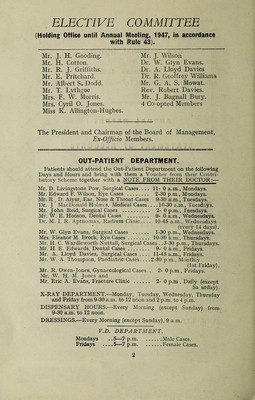 ELECTIVE COMMITTEE
(Holding Office until Annual Meeting, 1947, in accordance
with Rule 43).
Mr. J. H. Gooding.
Mr. H. Cotton.
Mr. R. J. Griffiths.
Mr. E. Pritchard.
Mr. Albert S. Dodd.
Mr. T. Lythgoe
Mrs. F. W. Morris.
Mrs. Cyril O. Jones.
Miss K. Allington-Hughes.
Mr. J. Wilson
Dr. W. Glyn Evans.
Dr. A. Lloyd Davies
Dr. R. Geoffrey Williams
Mr. G. A. S. Mowat.
Rev. Robert Davies.
Mr. J. Bagnall Bury.
4 Co-opted Members
The President and Chairman of the Board of Management,
Ex-Officio Members.
OUT-PATIENT DEPARTMENT.
Patients should attend the Out-Patient Department on the following
Days and Hours and bring with them a Voucher from their Contri-
butory Scheme together with a NOTE FROM THEIR DOCTOR:—
Mr. D. Livingstone Pow, Surgical Cases .... 11- 0 a.m., Mondays.
Mr. Edward F. Wilson, Eye Cases ........ 2-30 p.m., Mondays.
Mr. R. D. Aiyar, Ear, Nose & Throat Cases 9-30 a.m., Tuesdays.
Dr. J MacDonald Holmes, Medical Cases.. 10-30 a.m., Tuesdays.
Mr. John Reid, Surgical Cases .......... 2- 0 p.m., Tuesdays.
Mr. W. E. Hooson, Dental Cases ........ 9- 0 a.m., Wednesdays.
Dr. M. I. R. Apthomas, Radium Clinic .. 10-45 a.m., Wednesdays
(every 14 days).
Mr. W. Glyn Evans, Surgical Cases ...... 1-30 p.m., Wednesdays.
Mrs. Eleanor M. Brock, Eye Cases ...... 10-30 a.m., Thursdays.
Mr. H. C. Wardleworth Nuttall, Surgical Cases.. 3-30 p.m., Thursdays.
Mr. H. E. Edwards. Dental Cases ...... 9- 0 a.m., Fridays.
Mr. A. Lloyd Davies, Surgical Cases .... 11-45 a.m., Fridays.
Mr. W. A. Thompson, Pædiatric Cases .. 2-30 p.m., Monthly
(1st Friday).
Mr. R. Owen-Jones, Gynæcological Cases .. 2- 0 p.m., Fridays.
Mr. W. H. M. Jones and
Mr. Eric A. Evans, Fracture Clinic ...... 2- 0 p.m., Daily (except
Saturday).
X-RAY DEPARTMENT.—Monday, Tuesday, Wednesday, Thursday
and Friday from 9-30 a.m. to 12 noon and 2 p.m. to 4 p.m.
DISPENSARY HOURS.—Every Morning (except Sunday) from
9-30 a.m. to 12 noon.
DRESSINGS.—Every Morning (except Sunday), 9 a.m.
V.D. DEPARTMENT.
Mondays ..5—7 p.m. ......Male Cases.
Fridays ....5—7 p.m. ......Female Cases.
2